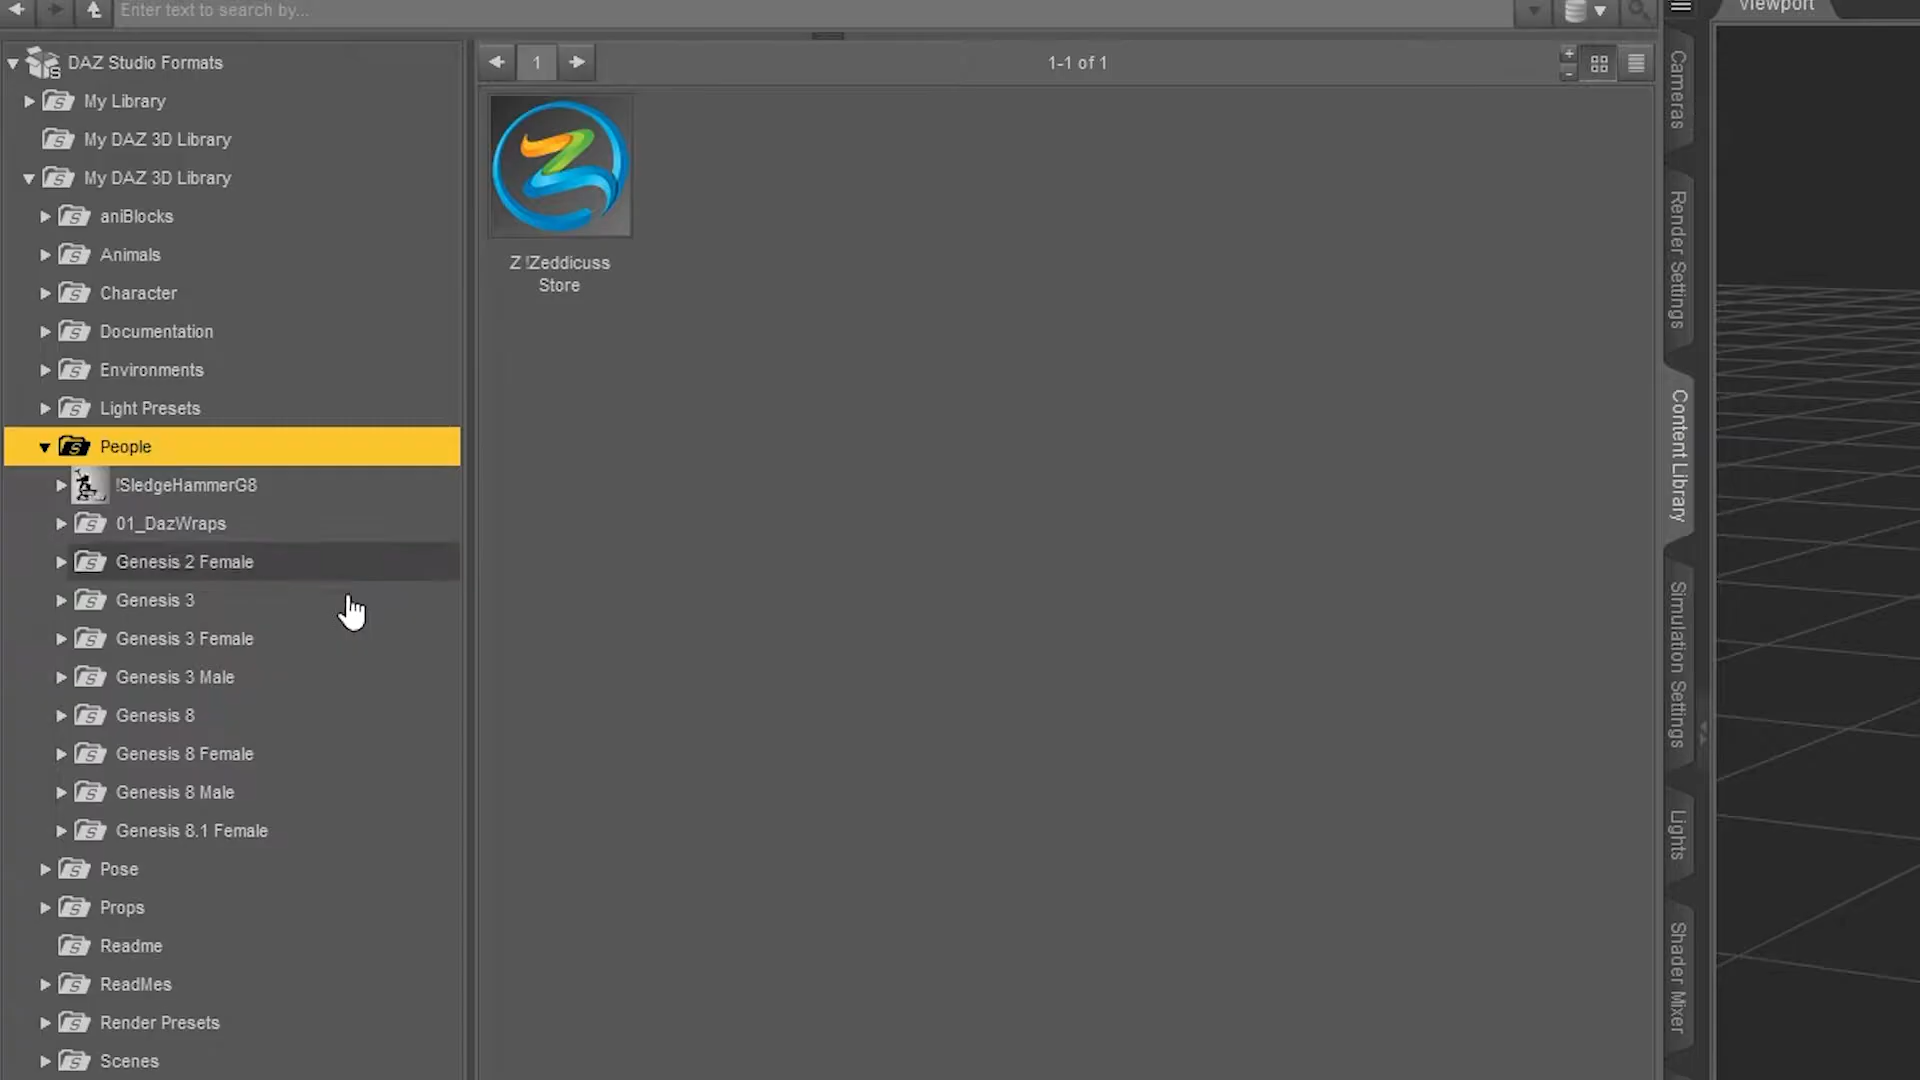 Enter text to search by...
Viewport
DAZ Studio Formats
My Library
My DAZ 3D Library
My DAZ 3D Library
aniBlocks
Animals
Character
Documentation
Environments
Light Presets
People
!SledgeHammerG8
01_DazWraps
Genesis 2 Female
Genesis 3
Genesis 3 Female
Genesis 3 Male
Genesis 8
Genesis 8 Female
Genesis 8 Male
Genesis 8.1 Female
Pose
Props
Readme
ReadMes
Render Presets
Scenes
1
1-1 of 1
Z !Zeddicuss
Store
Cameras
Render Settings
Content Library
Simulation Settings
Lights
Shader Mixer